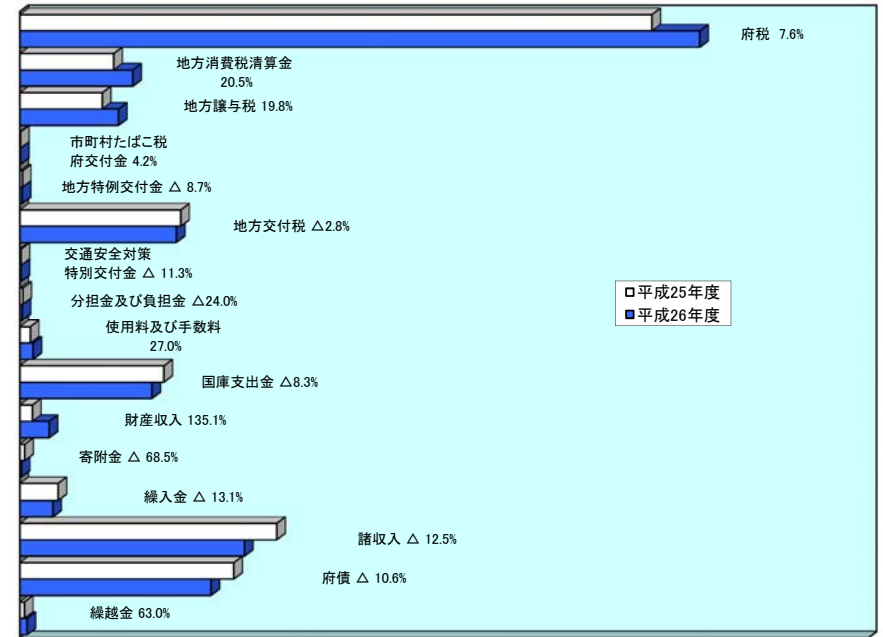 府税 7.6%
地方消費税清算金
20.5%
地方譲与税 19.8%
市町村たばこ税
府交付金 4.2%
地方特例交付金 △ 8.7%
地方交付税 △2.8%
交通安全対策
特別交付金 △ 11.3%
分担金及び負担金 △24.0%
使用料及び手数料
27.0%
国庫支出金 △8.3%
財産収入 135.1%
寄附金 △ 68.5%
繰入金 △ 13.1%
諸収入 △ 12.5%
府債 △ 10.6%
繰越金 63.0%
平成25年度
平成26年度